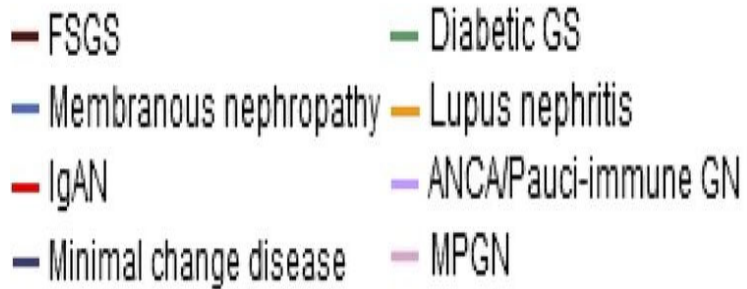 FSGS
Membranous nephropathy
IgAN
Minimal change disease
Diabetic GS
Lupus nephritis
ANCA/Pauci-immune GN
MPGN